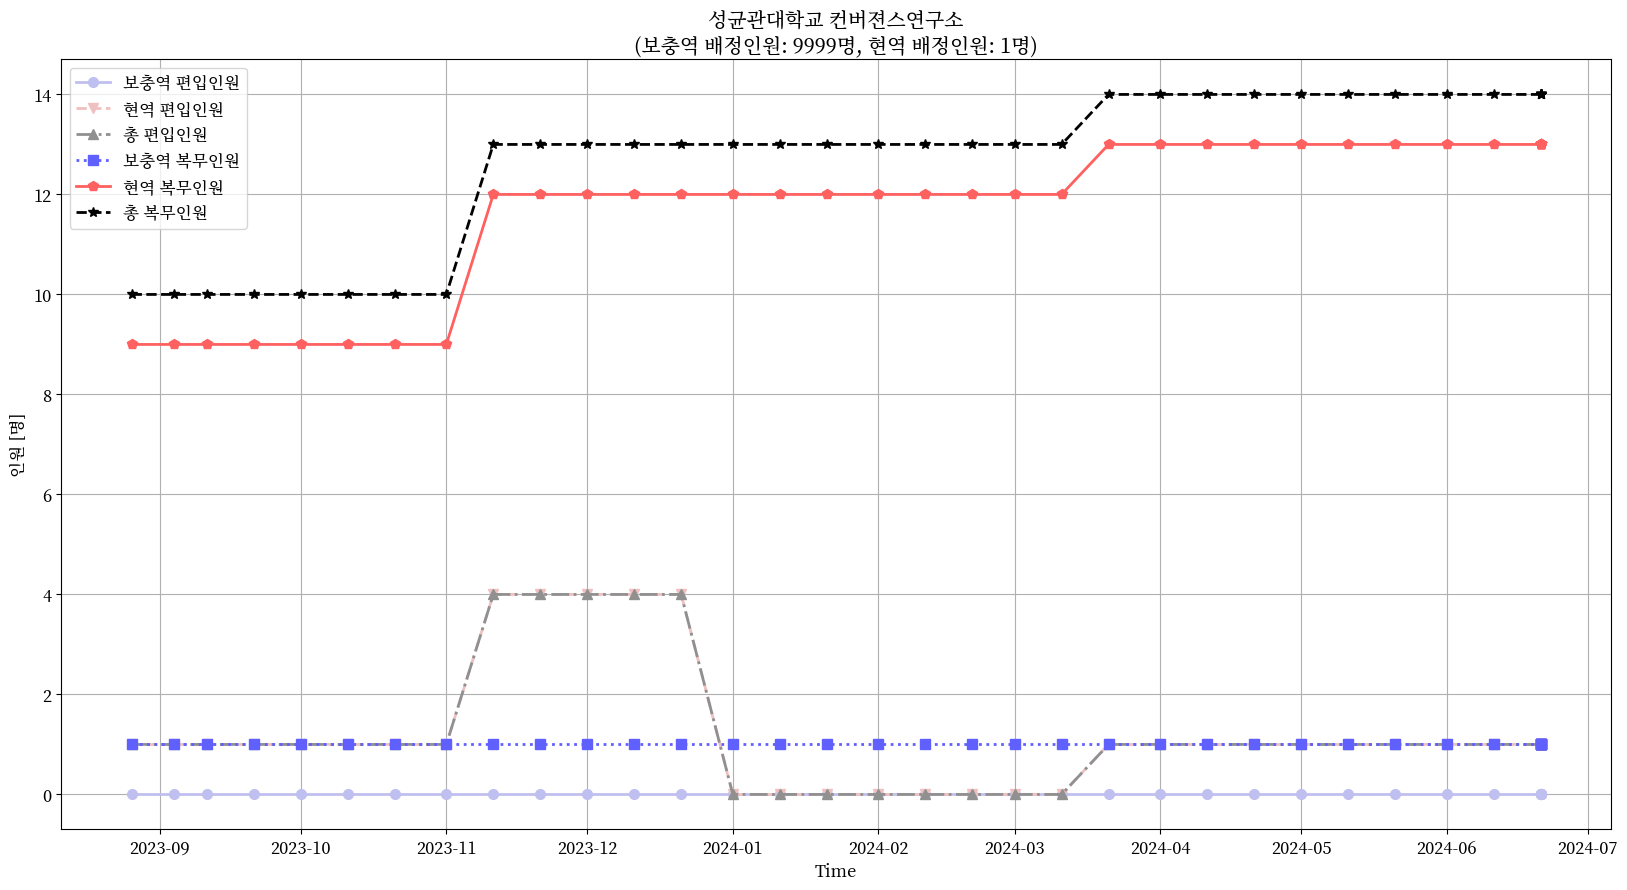 성균관대학교 컨버젼스연구소
(보충역 배정인원: 9999명, 현역 배정인원: 1명)
보충역 편입인원
현역 편입인원
총 편입인원
보충역 복무인원
현역 복무인원
총 복무인원
14
12
10
8
6
4
2
0
인원 [명]
2023-09 2023-10 2023-11 2023-12 2024-01 2024-02 2024-03 2024-04 2024-05 2024-06 2024-07
Time